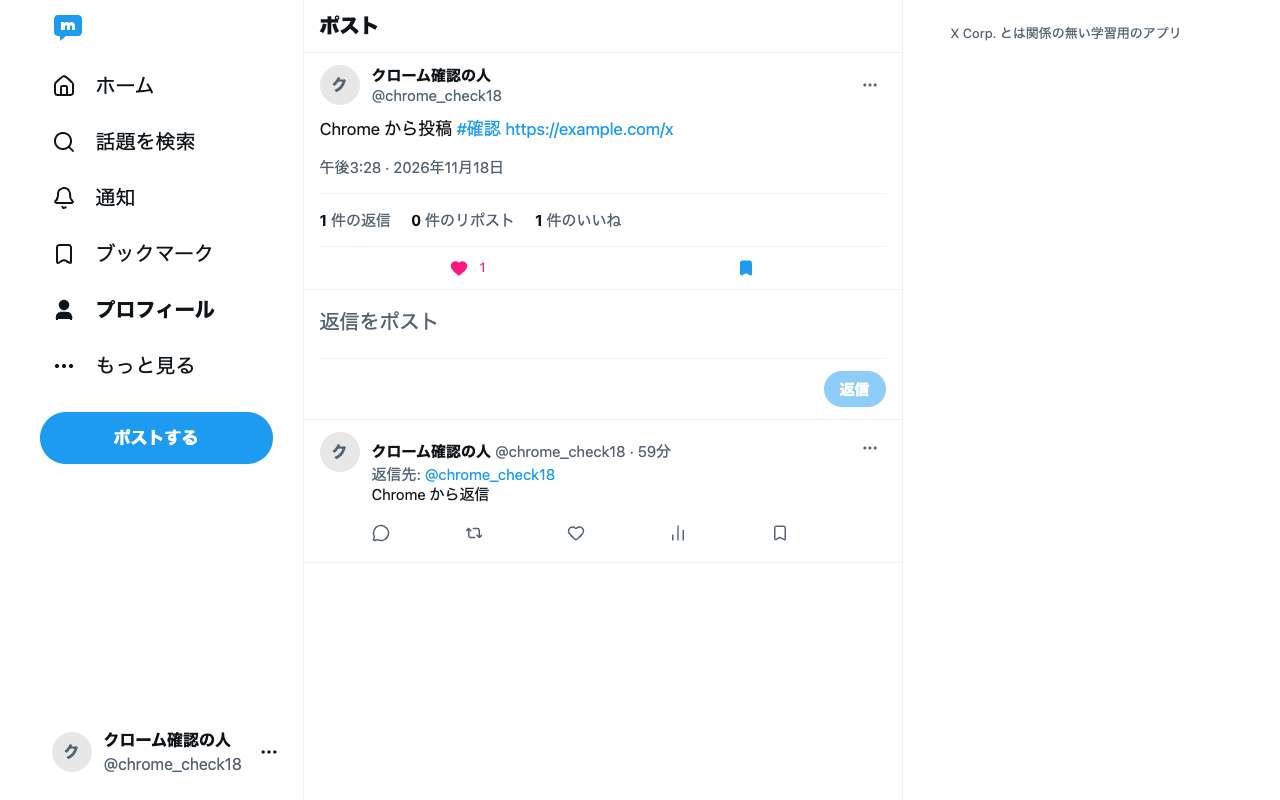 m
ホーム
話題を検索
通知
ブックマーク
プロフィール
もっと見る
ポストする
ク
クローム確認の人
@chrome_check18
ポスト
ク
クローム確認の人
@chrome_check18
Chrome から投稿 #確認 https://example.com/x
午後3:28 · 2026年11月18日
1 件の返信 0 件のリポスト 1 件のいいね
1
返信をポスト
返信
ク
クローム確認の人 @chrome_check18 · 59分
返信先: @chrome_check18
Chrome から返信
X Corp. とは関係の無い学習用のアプリ